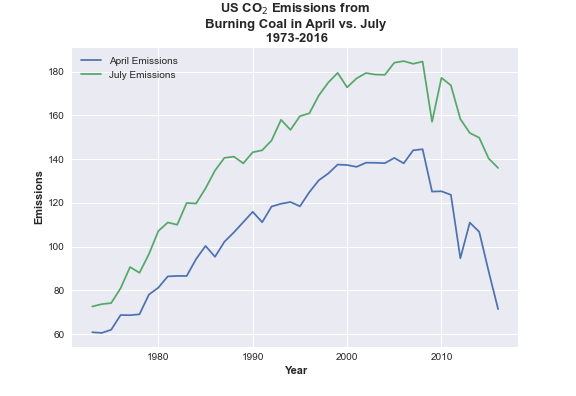 US CO₂ Emissions from
Burning Coal in April vs. July
1973-2016
April Emissions
July Emissions
180
160
140
120
100
80
60
Emissions
1980
1990
2000
2010
Year